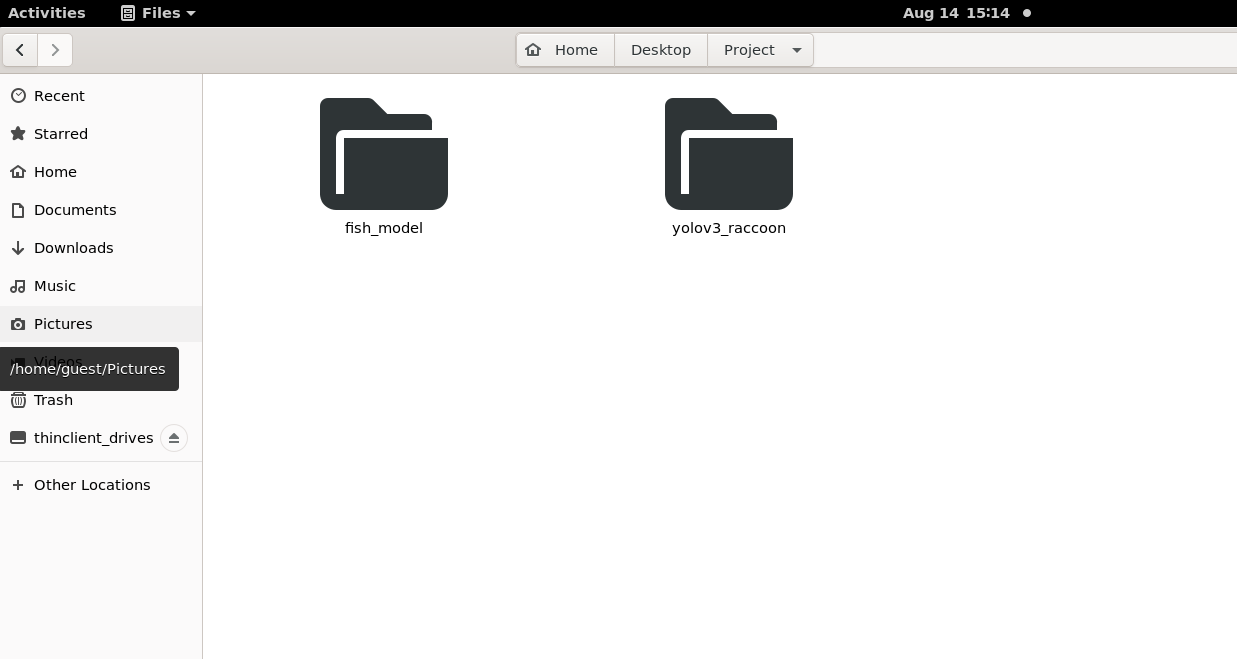 Activities Files Aug 14 15:14
Home Desktop Project
Recent
Starred
Home
Documents
Downloads
Music
Pictures
Videos
/home/guest/Pictures
Trash
thinclient_drives
Other Locations
fish_model yolov3_raccoon